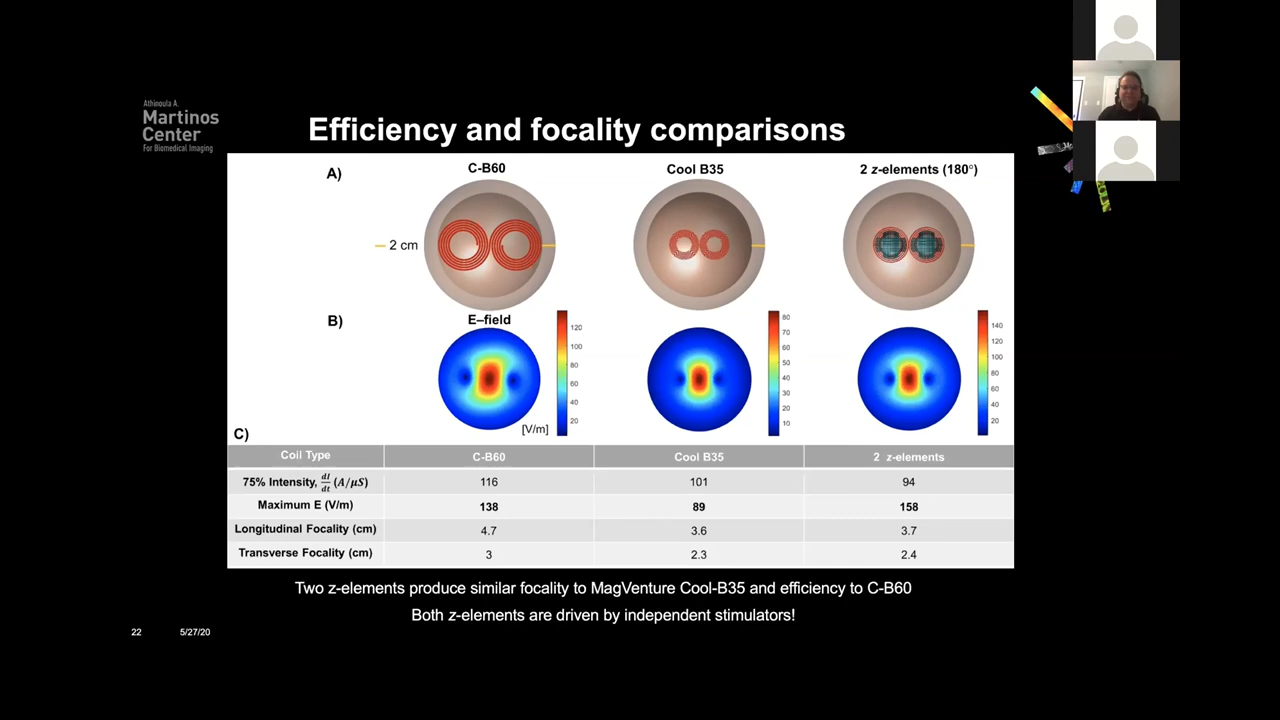 Athinoula A.
Martinos
Center
For Biomedical Imaging
Efficiency and focality comparisons
A)
C-B60
Cool B35
2 z-elements (180°)
2 cm
B)
E–field
120
100
80
60
40
20
[V/m]
80
70
60
50
40
30
20
10
140
120
100
80
60
40
20
C)
Coil Type C-B60 Cool B35 2 z-elements
75% Intensity, dI/dt (A/μS) 116 101 94
Maximum E (V/m) 138 89 158
Longitudinal Focality (cm) 4.7 3.6 3.7
Transverse Focality (cm) 3 2.3 2.4
Two z-elements produce similar focality to MagVenture Cool-B35 and efficiency to C-B60
Both z-elements are driven by independent stimulators!
22 5/27/20